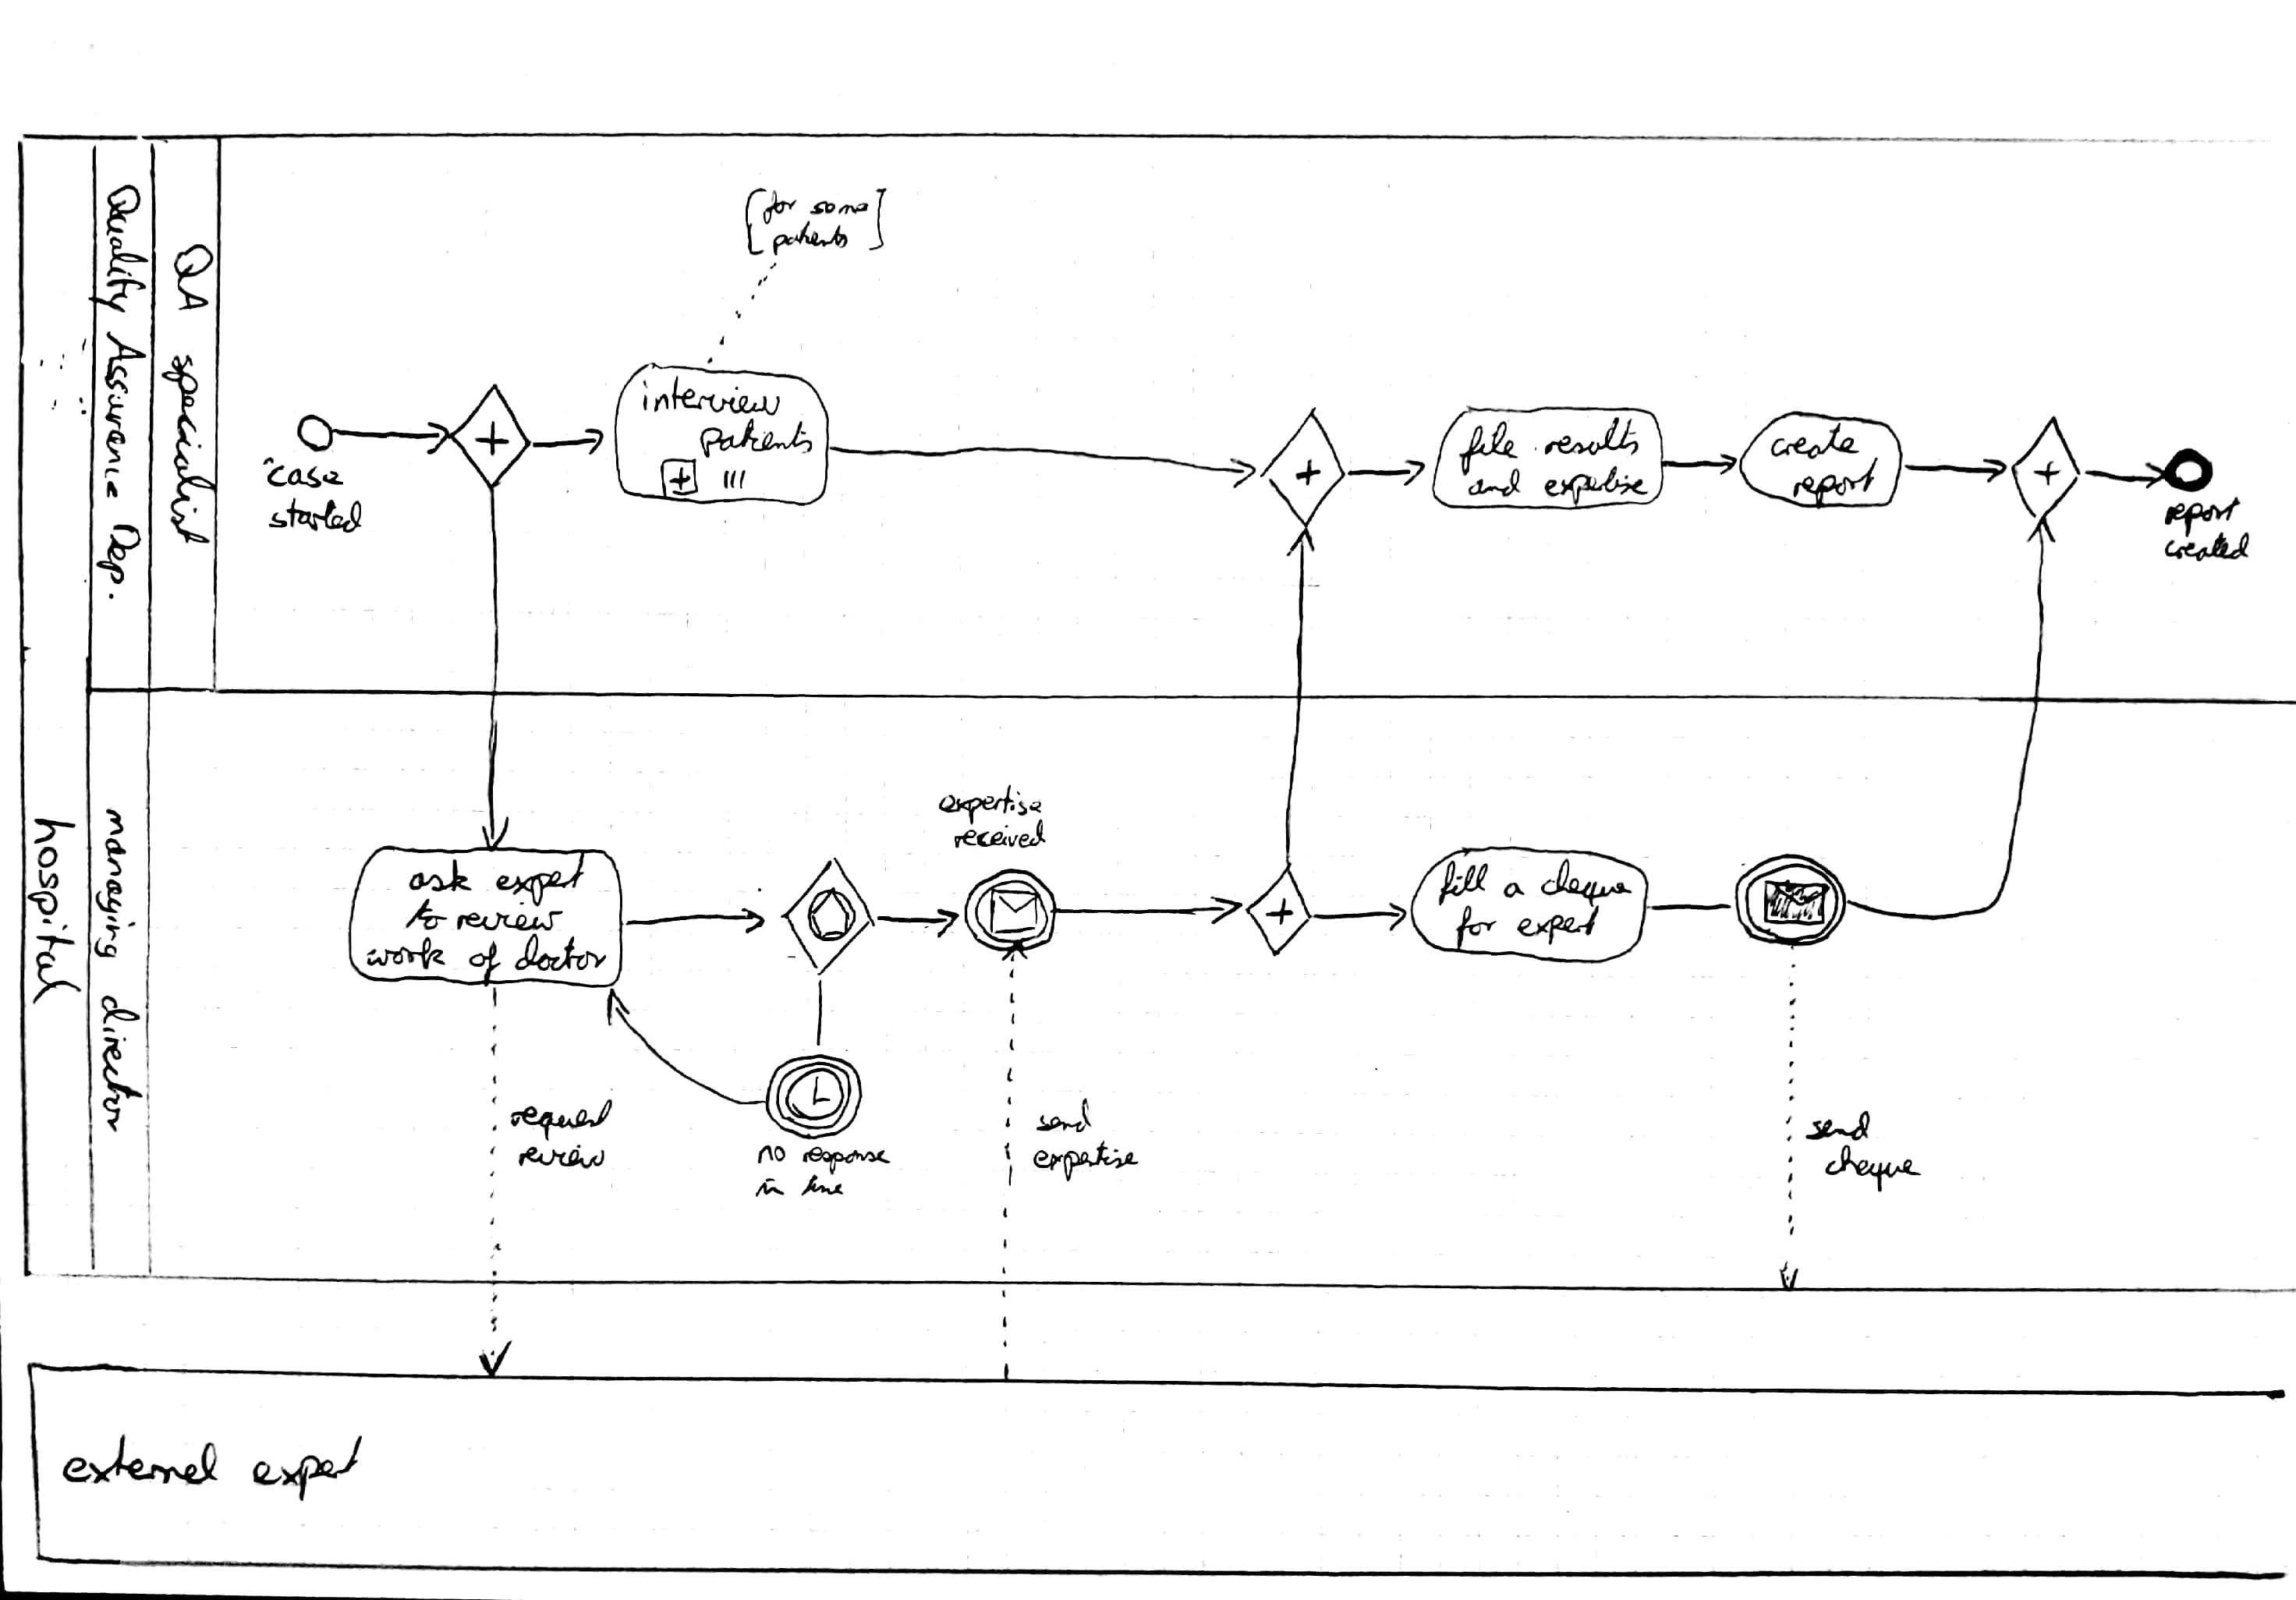 hospital
Quality Assurance Dep.
QA specialist
managing director
[for some
patients]
case
started
interview
patients
file results
and expertise
create
report
report
created
ask expert
to review
work of doctor
expertise
received
fill a cheque
for expert
no response
in time
request
review
send
expertise
send
cheque
externel expert